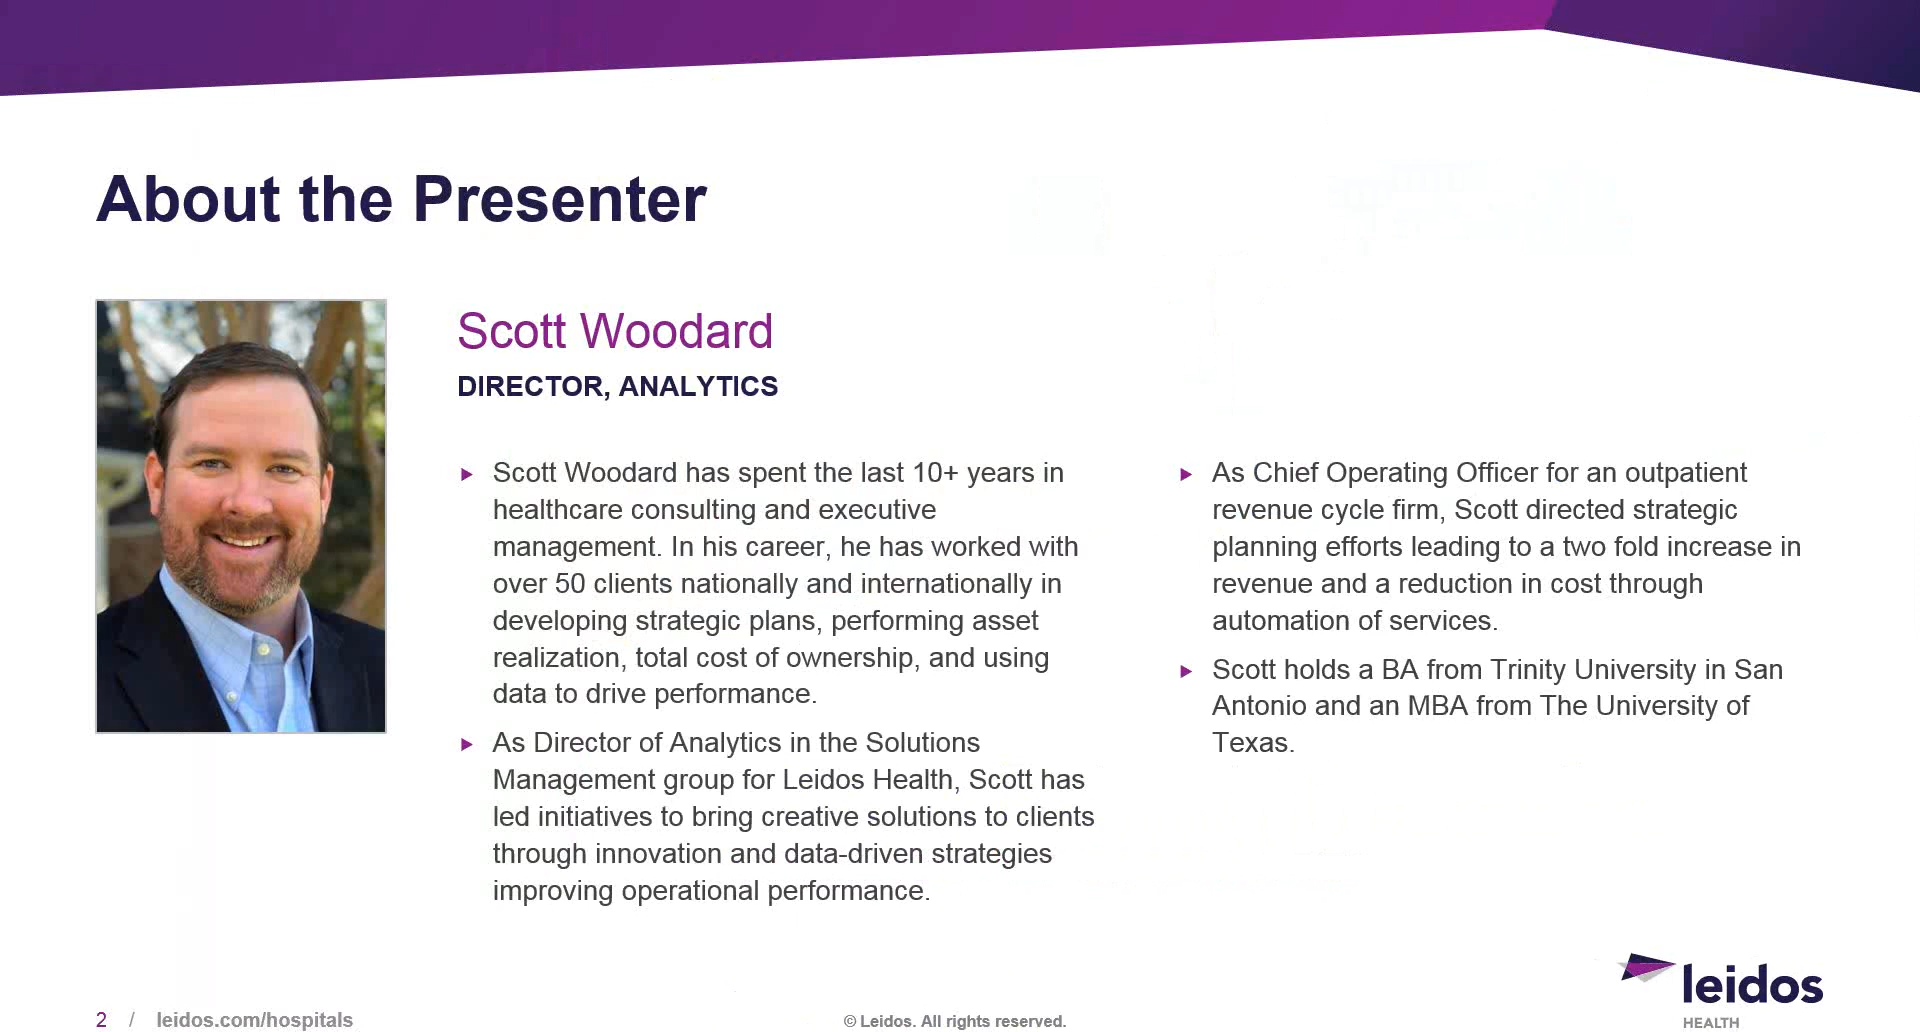 About the Presenter
Scott Woodard
DIRECTOR, ANALYTICS
Scott Woodard has spent the last 10+ years in
healthcare consulting and executive
management. In his career, he has worked with
over 50 clients nationally and internationally in
developing strategic plans, performing asset
realization, total cost of ownership, and using
data to drive performance.
As Director of Analytics in the Solutions
Management group for Leidos Health, Scott has
led initiatives to bring creative solutions to clients
through innovation and data-driven strategies
improving operational performance.
As Chief Operating Officer for an outpatient
revenue cycle firm, Scott directed strategic
planning efforts leading to a two fold increase in
revenue and a reduction in cost through
automation of services.
Scott holds a BA from Trinity University in San
Antonio and an MBA from The University of
Texas.
leidos
HEALTH
2 / leidos.com/hospitals
© Leidos. All rights reserved.